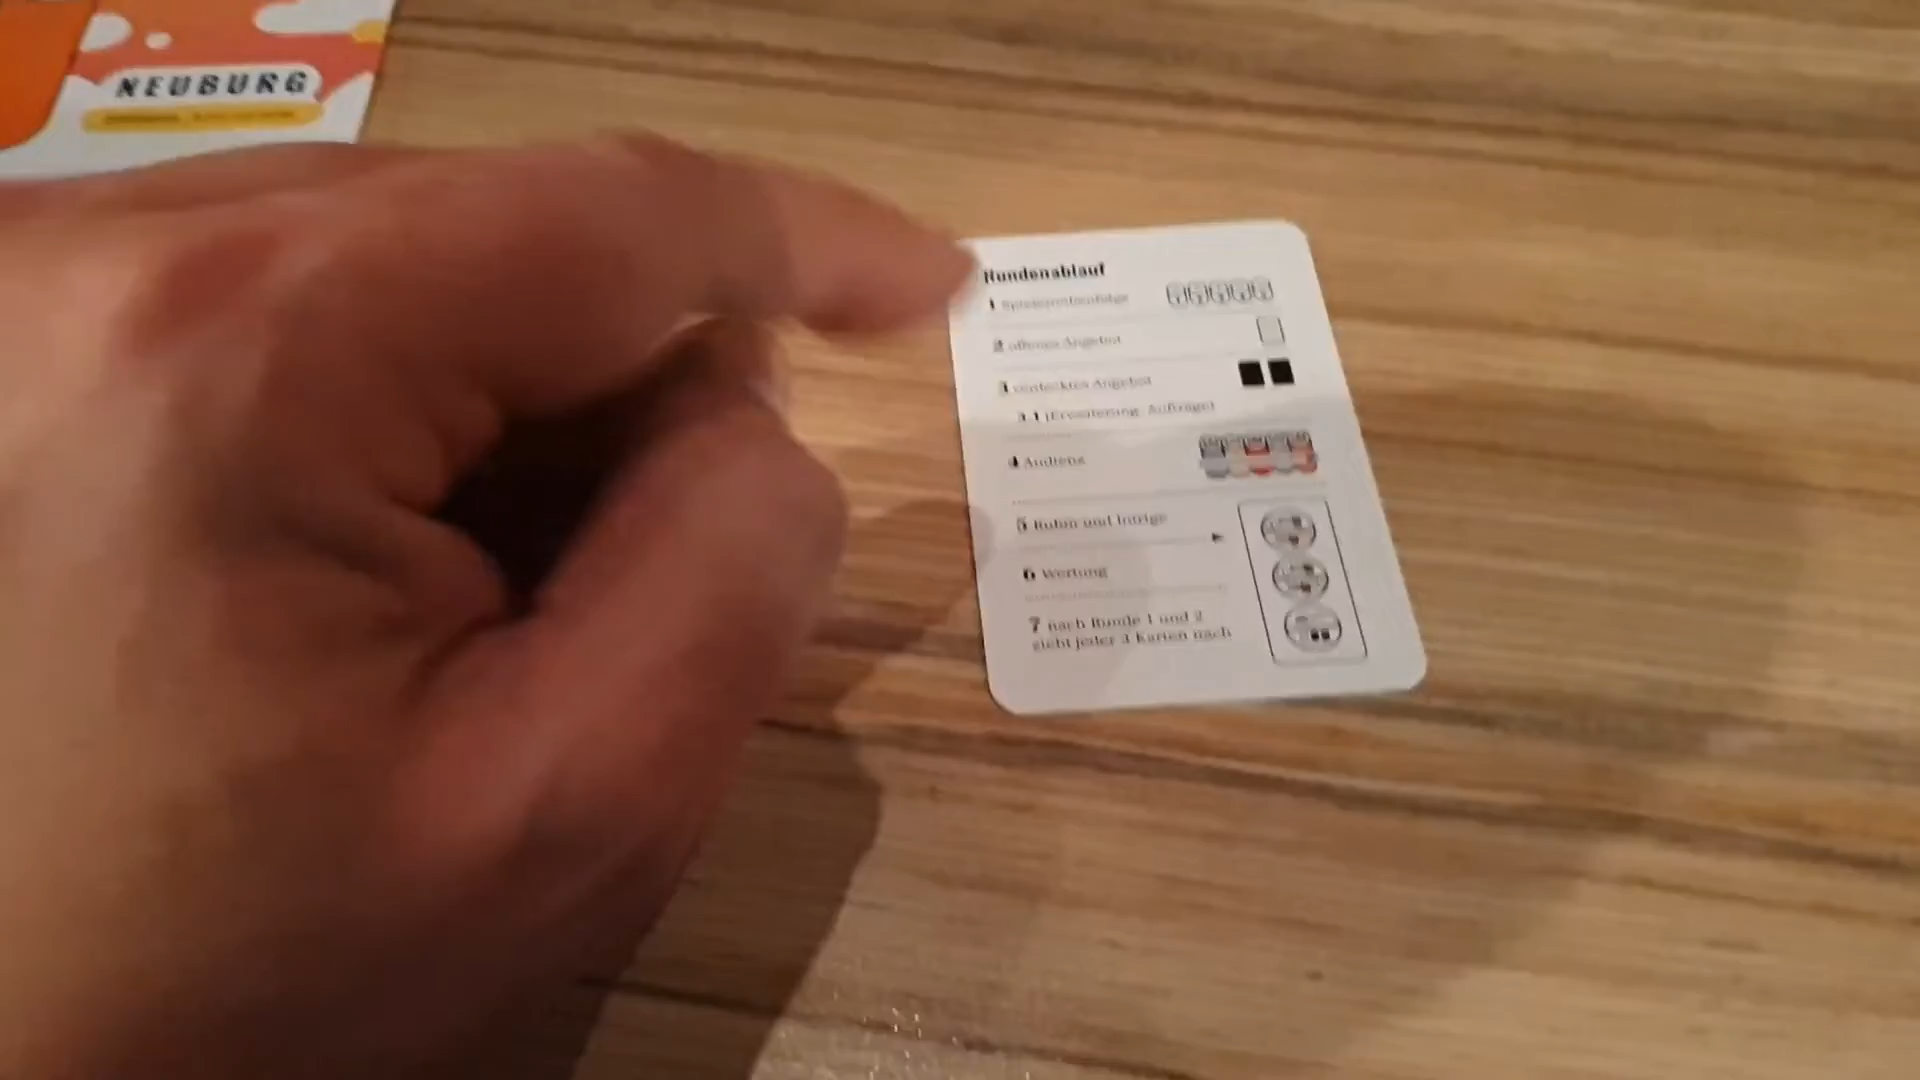 NEUBURG
Rundenablauf
1 Spielerreihenfolge
2 offenes Angebot
3 verdecktes Angebot
3.1 (Erweiterung: Aufträge)
4 Audienz
5 Ruhm und Intrige
6 Wertung
7 nach Runde 1 und 2
zieht jeder 3 Karten nach